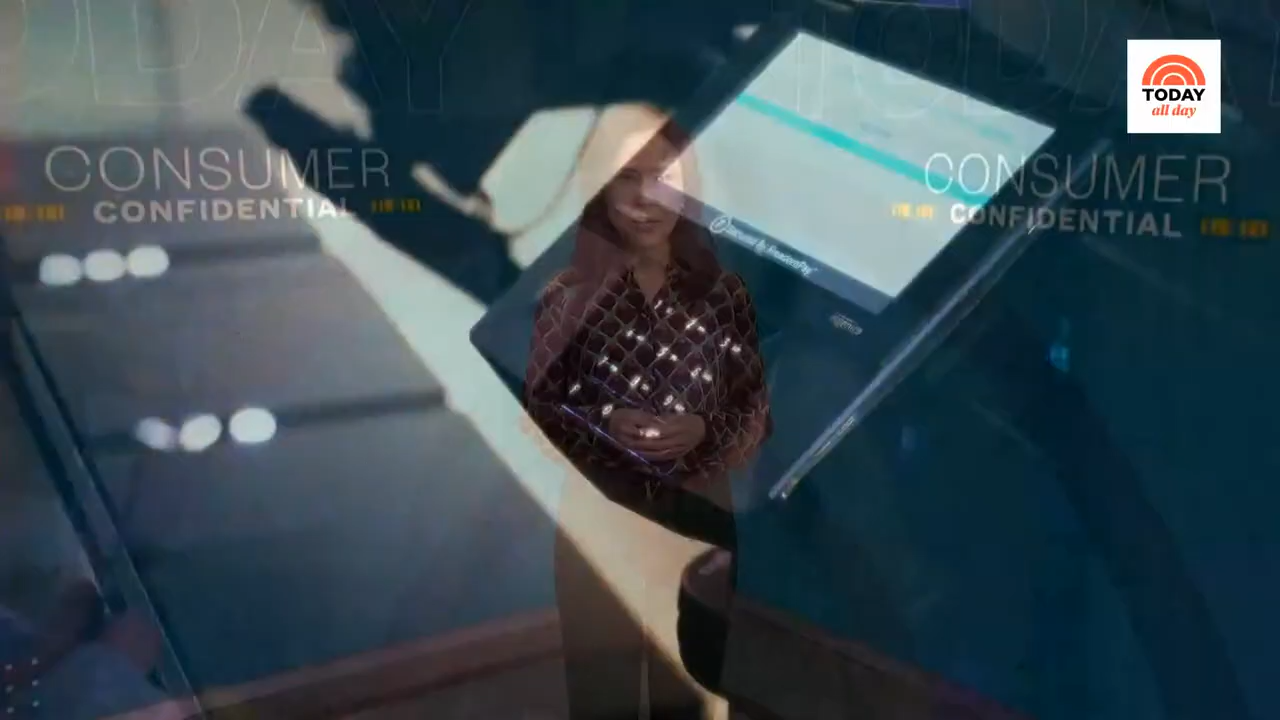 TODAY
all day
CONSUMER
CONFIDENTIAL
CONSUMER
CONFIDENTIAL